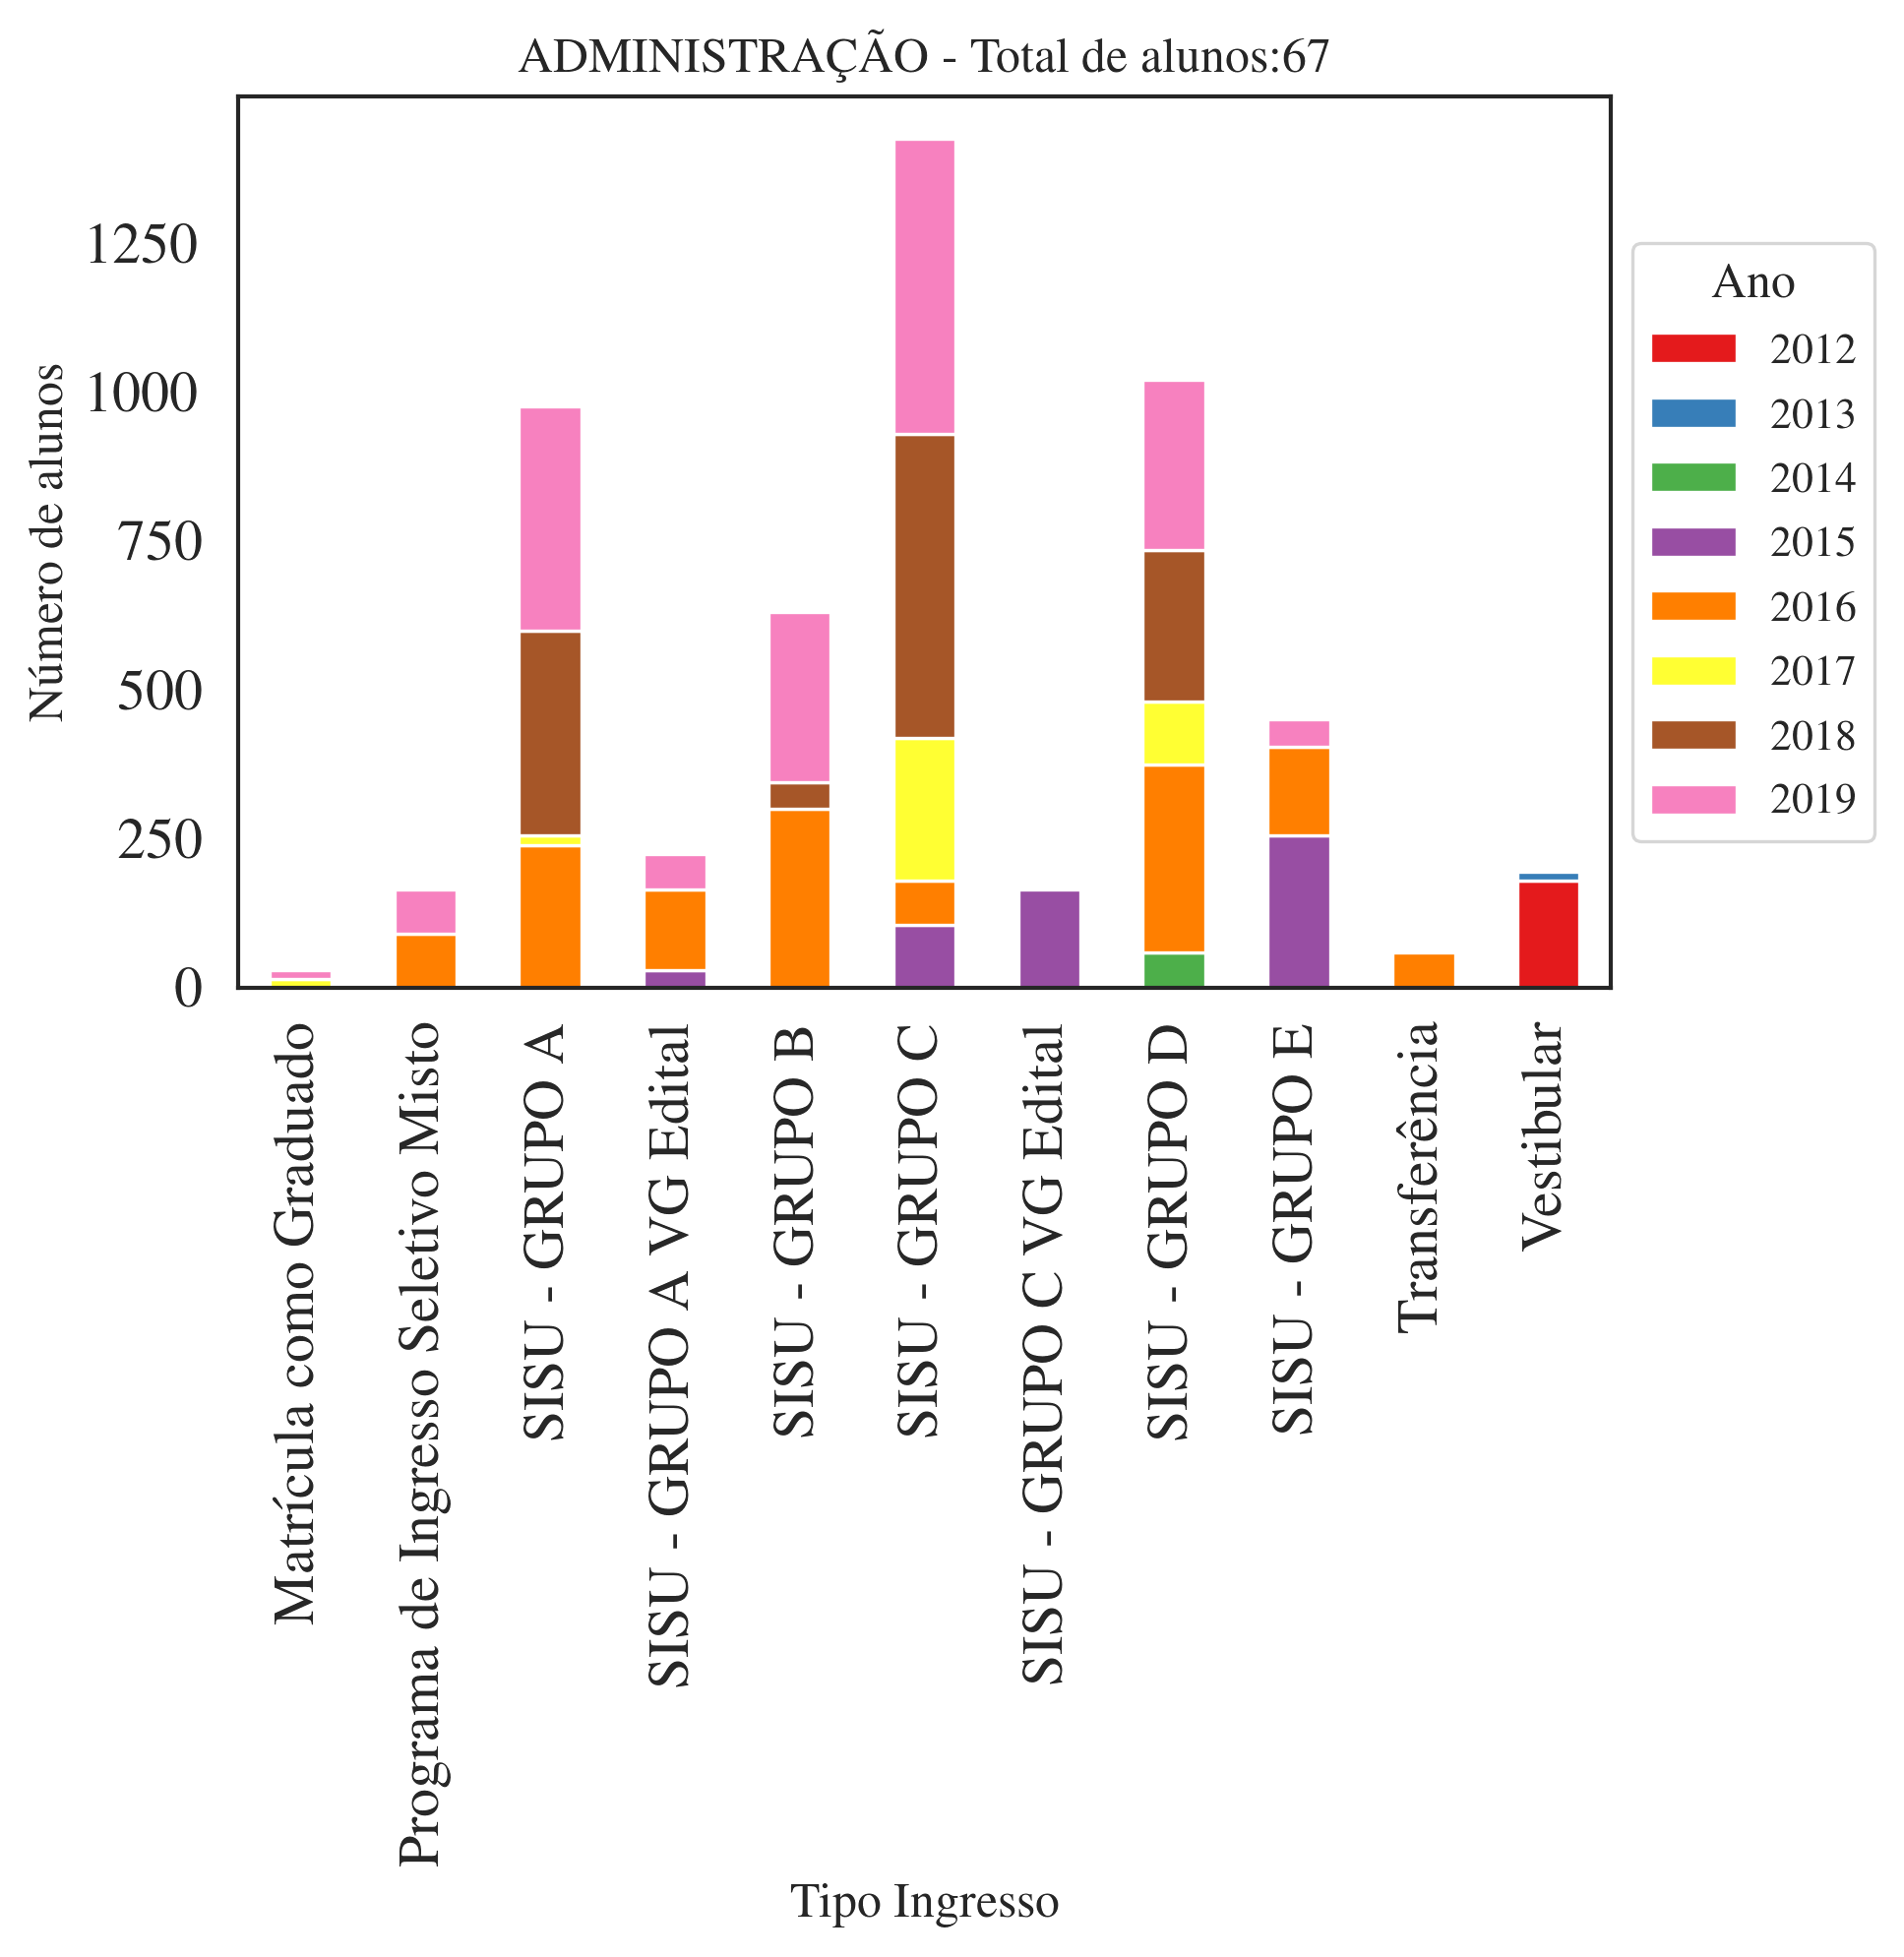 ADMINISTRAÇÃO - Total de alunos:67
Número de alunos
1250
1000
750
500
250
0
Ano
2012
2013
2014
2015
2016
2017
2018
2019
Matrícula como Graduado
Programa de Ingresso Seletivo Misto
SISU - GRUPO A
SISU - GRUPO A VG Edital
SISU - GRUPO B
SISU - GRUPO C
SISU - GRUPO C VG Edital
SISU - GRUPO D
SISU - GRUPO E
Transferência
Vestibular
Tipo Ingresso